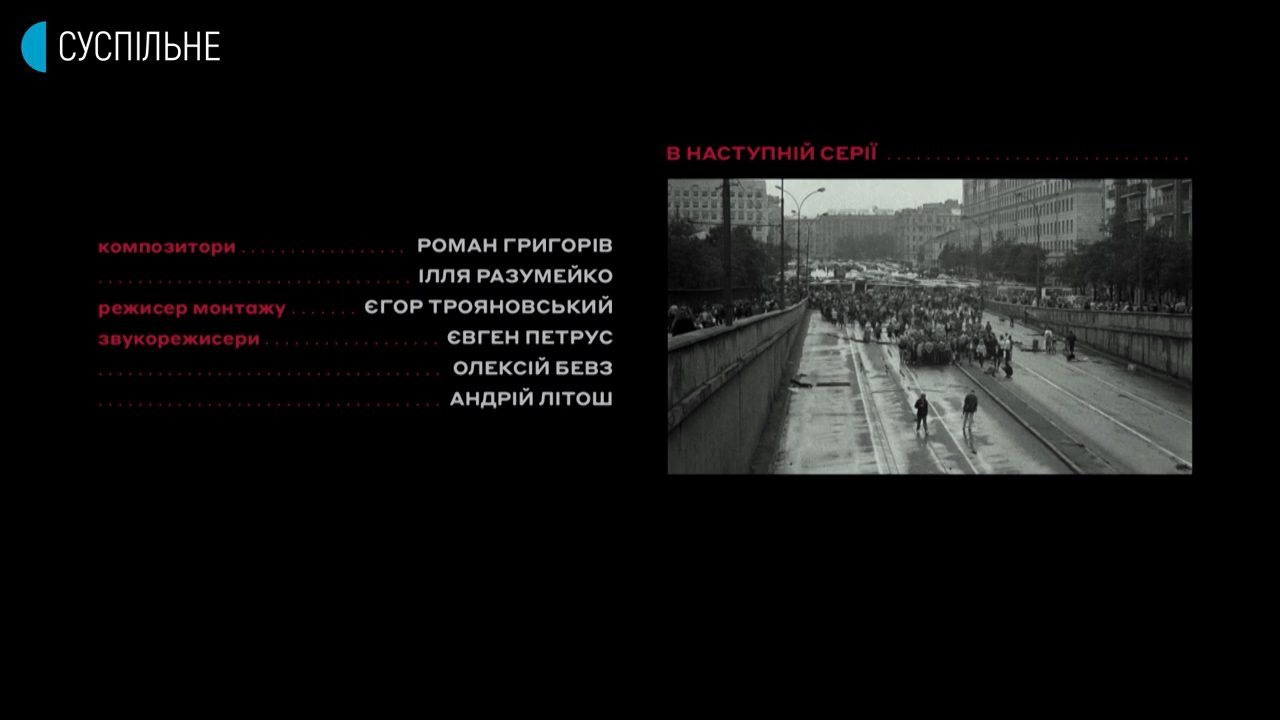 СУСПІЛЬНЕ
композитори ................. РОМАН ГРИГОРІВ
................................ ІЛЛЯ РАЗУМЕЙКО
режисер монтажу ....... ЄГОР ТРОЯНОВСЬКИЙ
звукорежисери ................... ЄВГЕН ПЕТРУС
................................... ОЛЕКСІЙ БЕВЗ
................................... АНДРІЙ ЛІТОШ
В НАСТУПНІЙ СЕРІЇ ................................